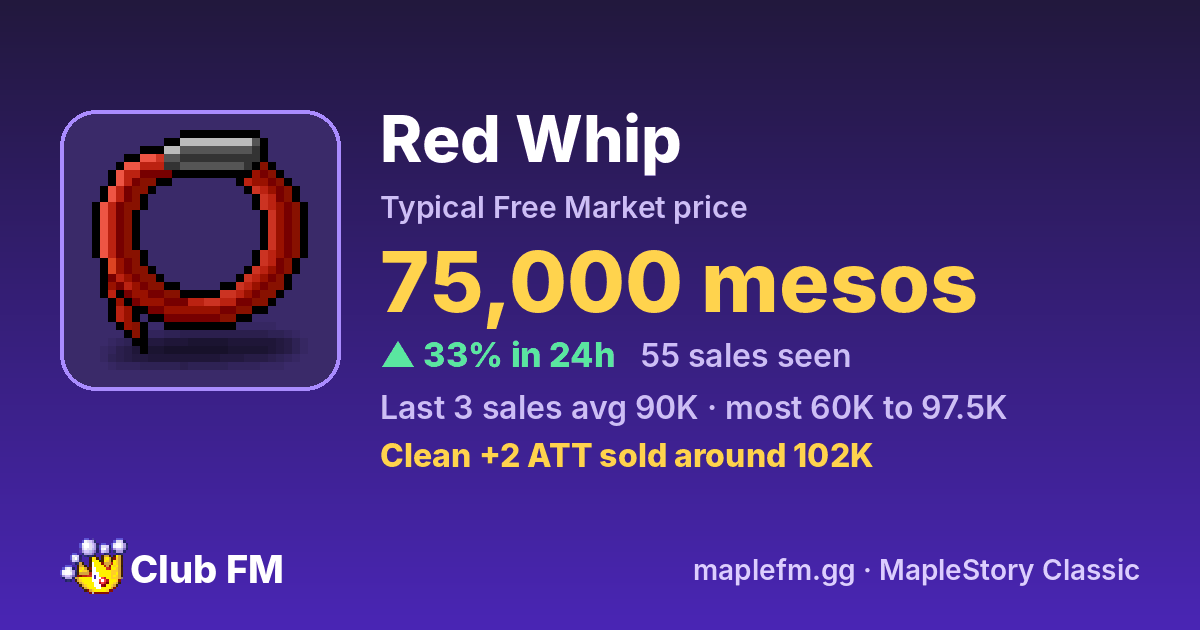 Red Whip
Typical Free Market price
75,000 mesos
▲ 33% in 24h 55 sales seen
Last 3 sales avg 90K · most 60K to 97.5K
Clean +2 ATT sold around 102K
Club FM
maplefm.gg · MapleStory Classic